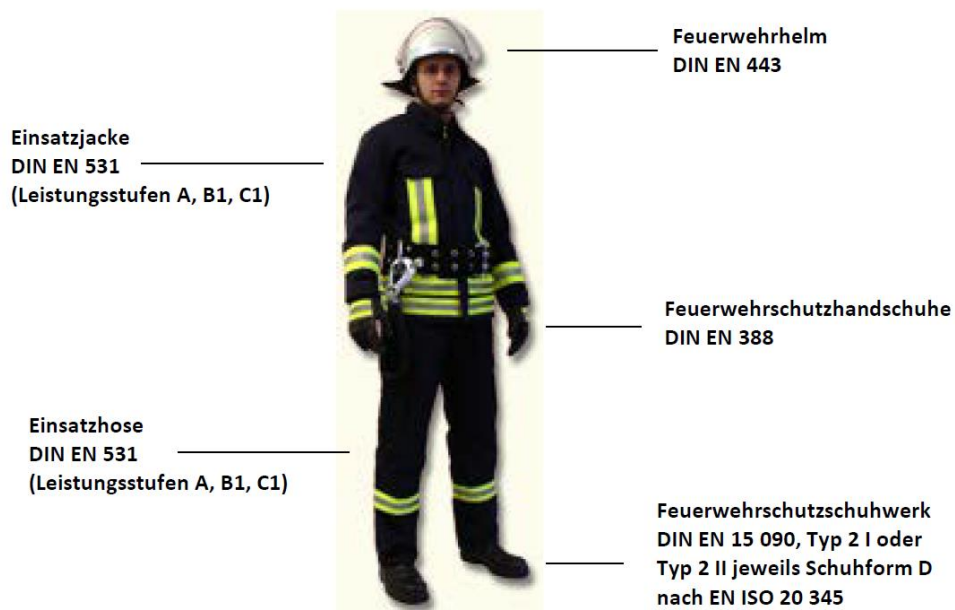 Feuerwehrhelm
DIN EN 443
Einsatzjacke
DIN EN 531
(Leistungsstufen A, B1, C1)
Feuerwehrschutzhandschuhe
DIN EN 388
Einsatzhose
DIN EN 531
(Leistungsstufen A, B1, C1)
Feuerwehrschutzschuhwerk
DIN EN 15 090, Typ 2 I oder
Typ 2 II jeweils Schuhform D
nach EN ISO 20 345